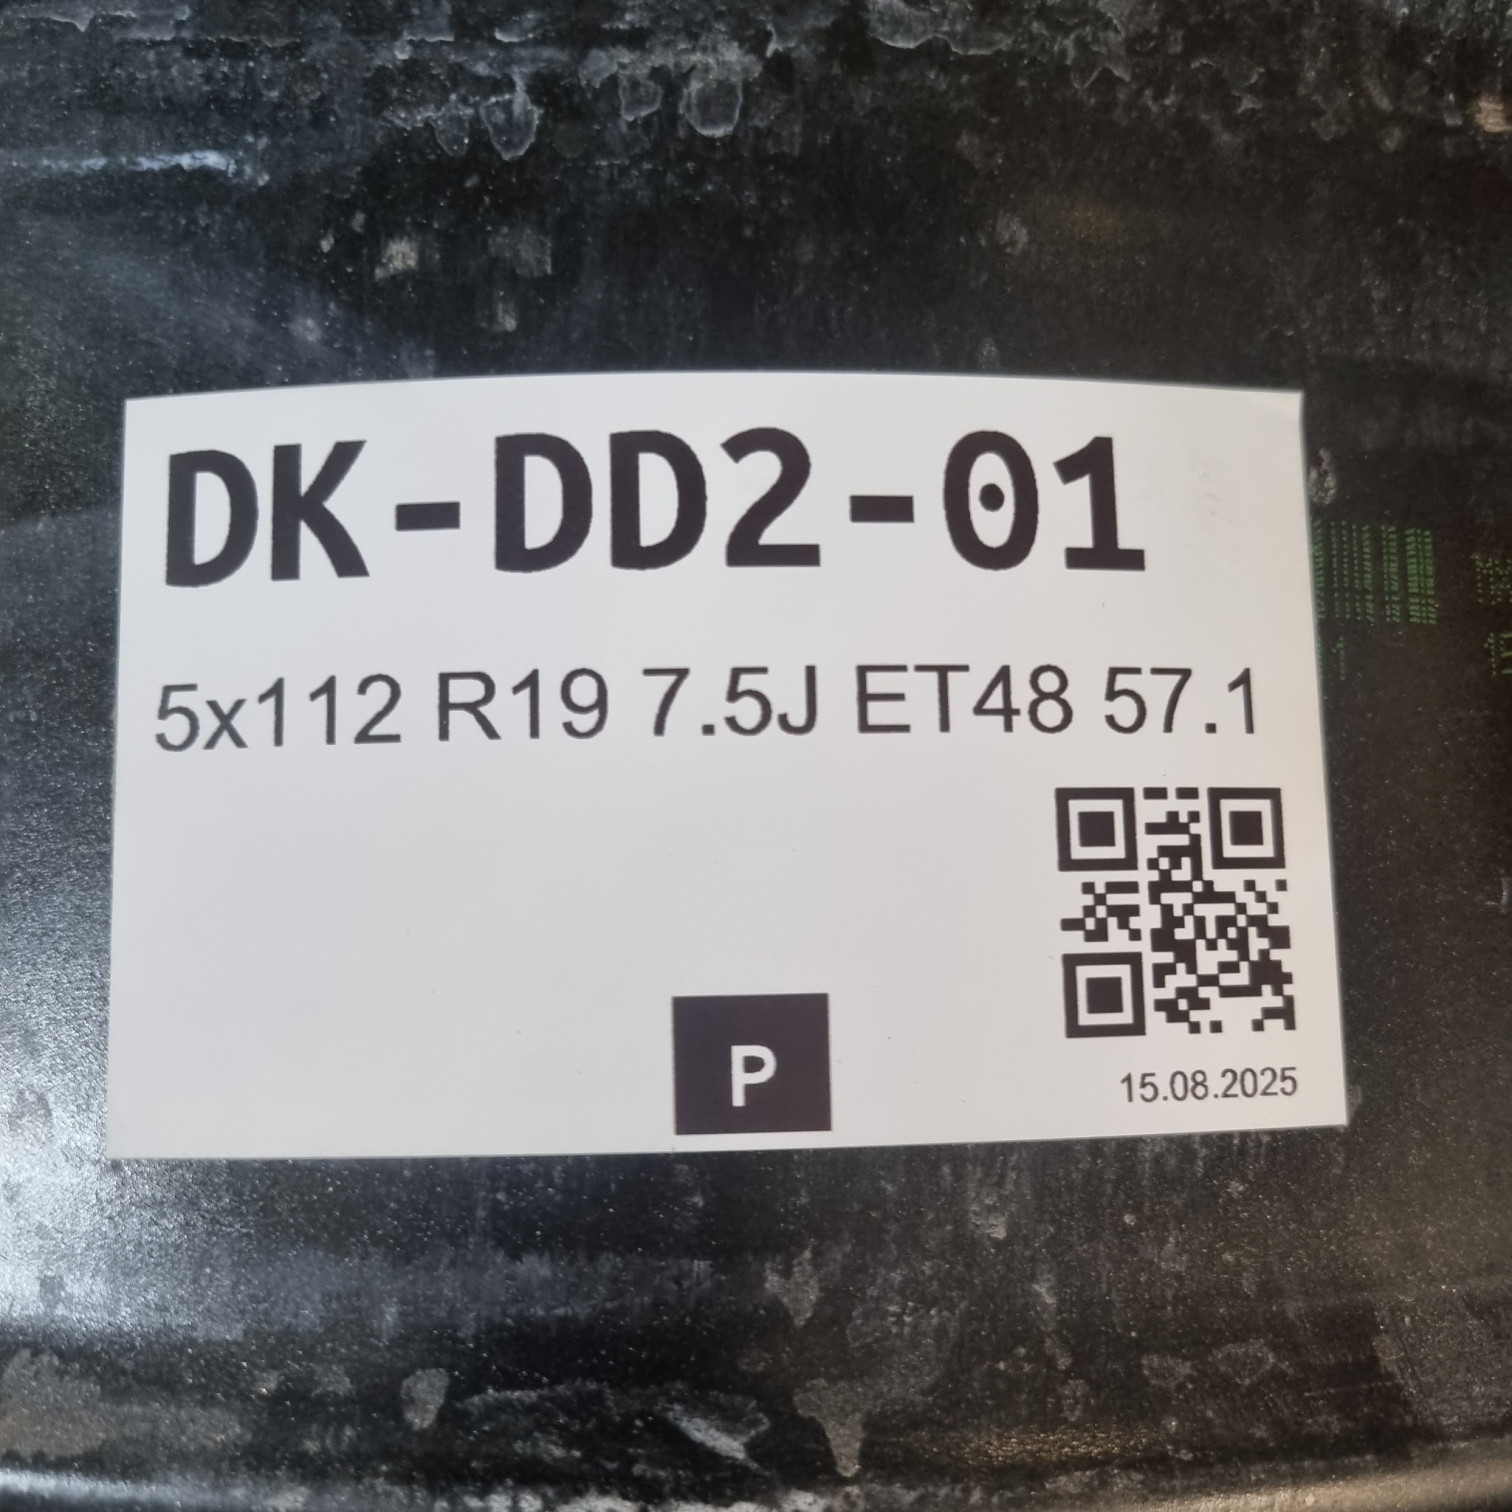 DK-DD2-01
5x112 R19 7.5J ET48 57.1
P
15.08.2025